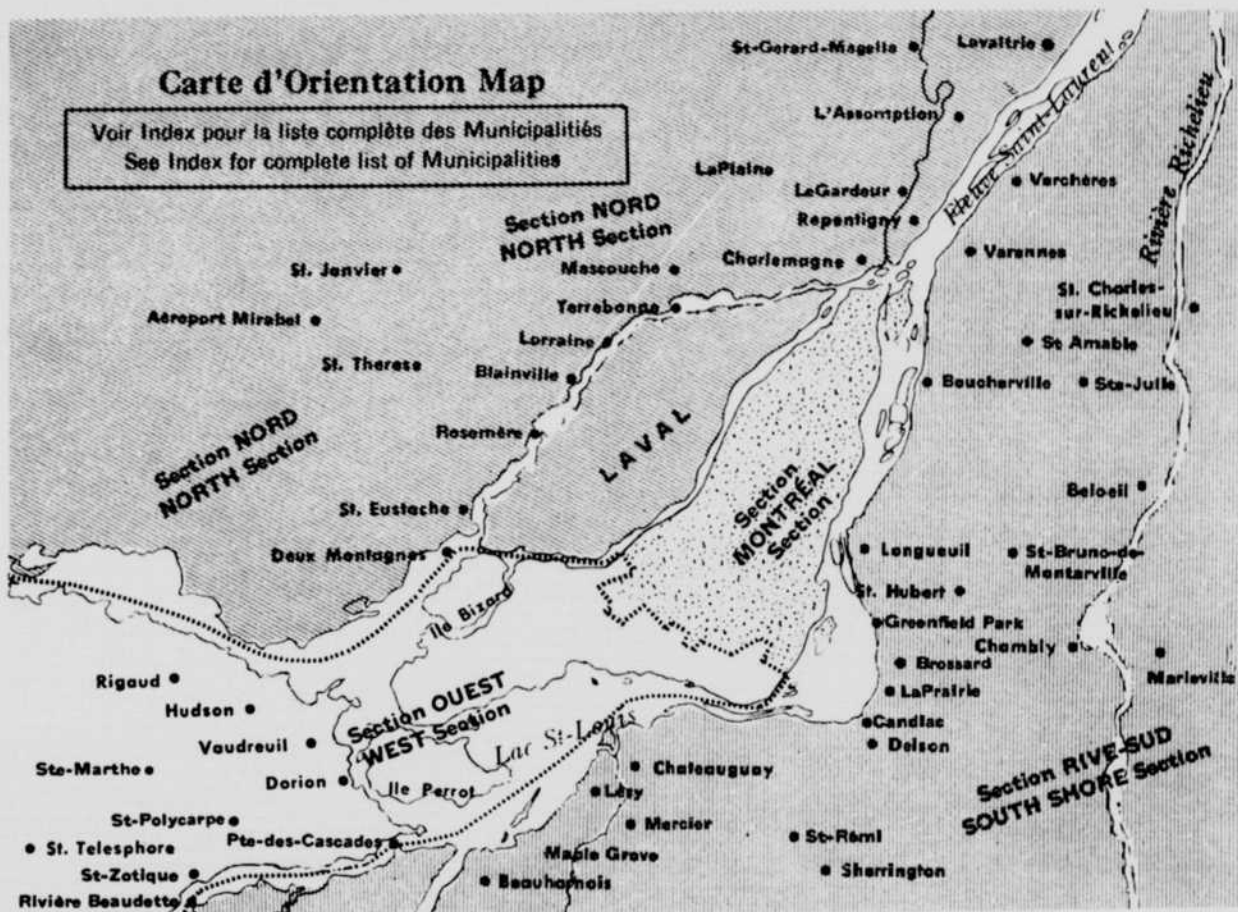 Carte d'Orientation Map
Voir Index pour la liste complète des Municipalitiés
See Index for complete list of Municipalities
St-Gerard-Magella
Lavaltrie
L'Assomption
Fleuve Saint-Laurent
Rivière Richelieu
LaPlaine
LeGardeur
Verchères
Repentigny
Section NORD
NORTH Section
Varennes
St. Janvier
Mascouche
Charlemagne
Aéroport Mirabel
Terrebonne
St. Charles-
sur-Richelieu
Lorraine
St Amable
St. Therese
Blainville
Boucherville
Ste-Julie
Rosemère
LAVAL
Section NORD
NORTH Section
Section
MONTRÉAL
Section
Beloeil
St. Eustache
Deux Montagnes
Longueuil
St-Bruno-de-
Montarville
Ile Bizard
St. Hubert
Greenfield Park
Chambly
Marieville
Rigaud
Brossard
LaPrairie
Hudson
Section OUEST
WEST Section
Lac St-Louis
Candiac
Vaudreuil
Delson
Ste-Marthe
Dorion
Ile Perrot
Chateauguay
Léry
Section RIVE-SUD
SOUTH SHORE Section
St-Polycarpe
Mercier
Pte-des-Cascades
St-Rémi
St. Telesphore
Maple Grove
St-Zotique
Beauharnois
Sherrington
Rivière Beaudette